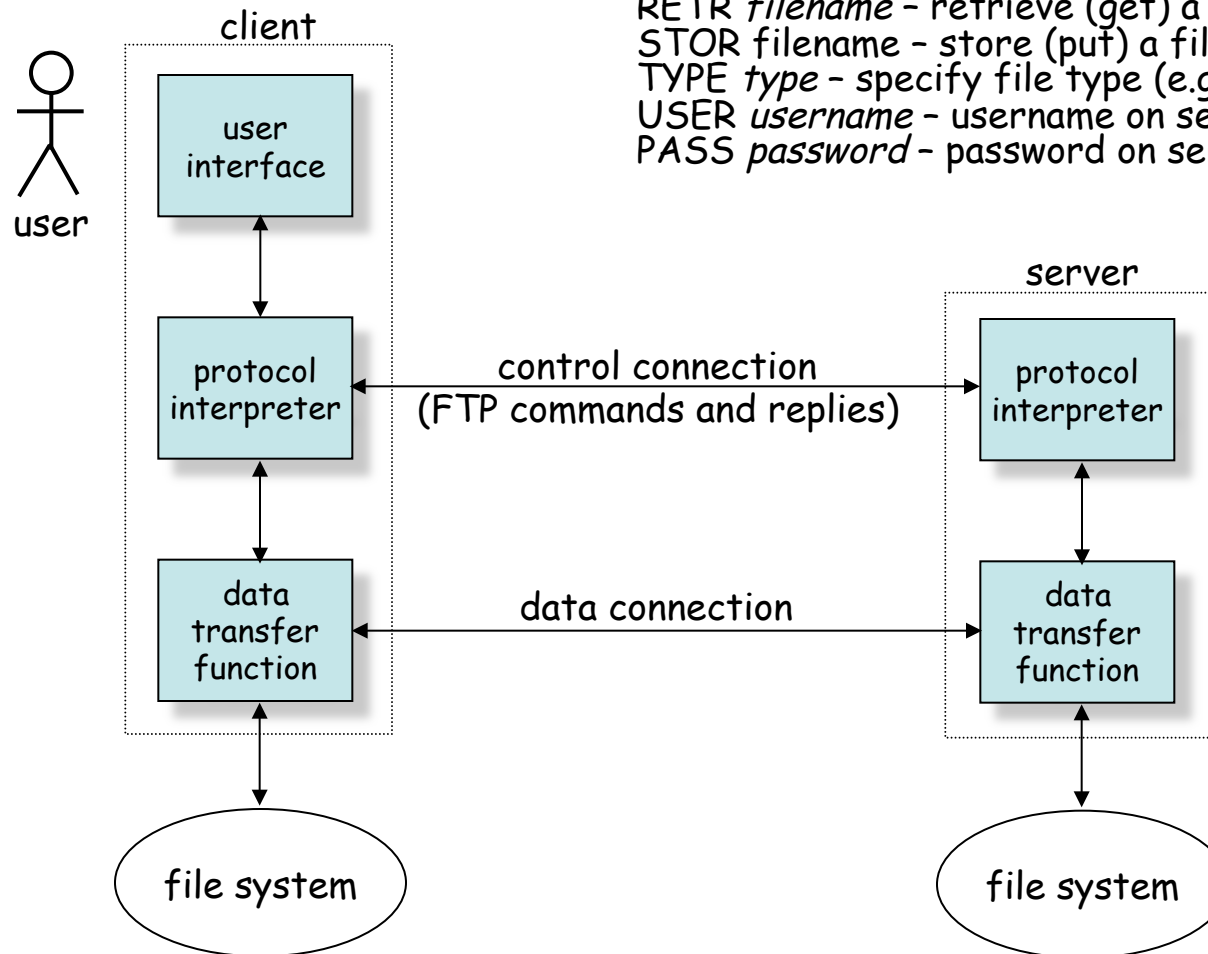 RETR filename – retrieve (get) a
STOR filename – store (put) a fil
TYPE type – specify file type (e.g
USER username – username on se
PASS password – password on se
client
user
user
interface
protocol
interpreter
data
transfer
function
file system
control connection
(FTP commands and replies)
data connection
server
protocol
interpreter
data
transfer
function
file system